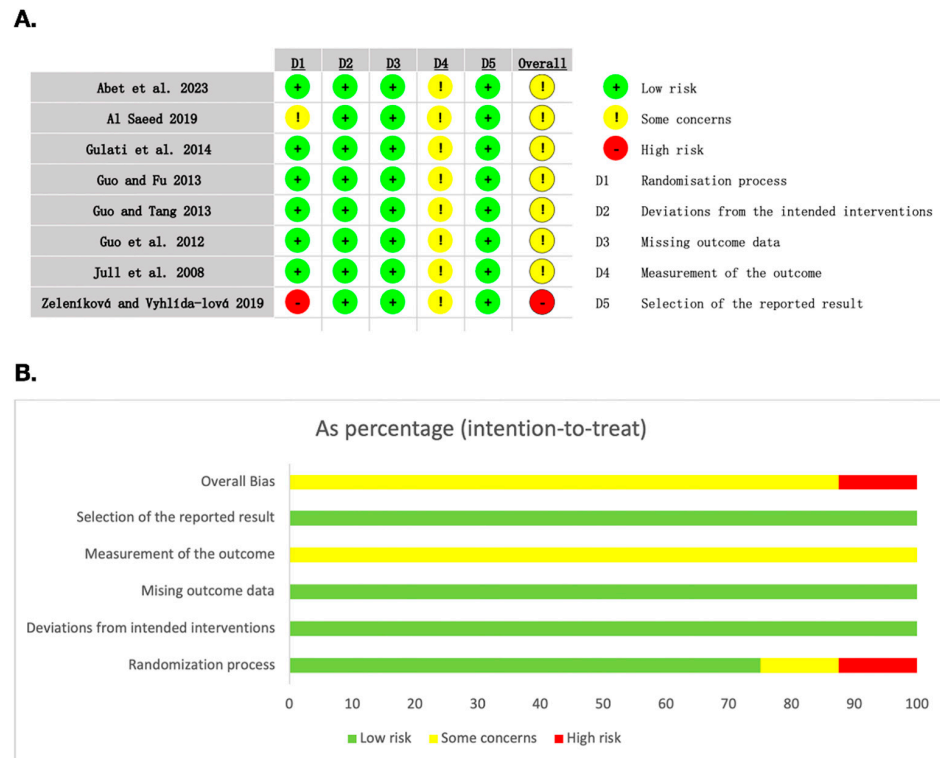 A.
D1 D2 D3 D4 D5 Overall
Abet et al. 2023 + + + ! + !
Al Saeed 2019 ! + + ! + !
Gulati et al. 2014 + + + ! + !
Guo and Fu 2013 + + + ! + !
Guo and Tang 2013 + + + ! + !
Guo et al. 2012 + + + ! + !
Jull et al. 2008 + + + ! + !
Zeleníková and Vyhlída-lová 2019 - + + ! + -
+ Low risk
! Some concerns
- High risk
D1 Randomisation process
D2 Deviations from the intended interventions
D3 Missing outcome data
D4 Measurement of the outcome
D5 Selection of the reported result
B.
As percentage (intention-to-treat)
Overall Bias
Selection of the reported result
Measurement of the outcome
Mising outcome data
Deviations from intended interventions
Randomization process
0 10 20 30 40 50 60 70 80 90 100
Low risk Some concerns High risk